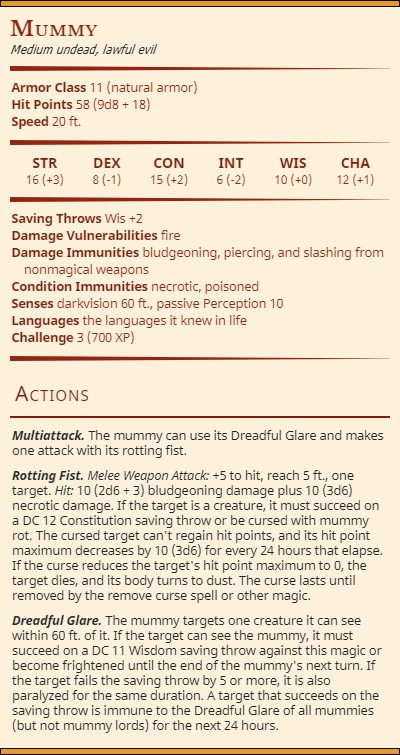 Mummy
Medium undead, lawful evil
Armor Class 11 (natural armor)
Hit Points 58 (9d8 + 18)
Speed 20 ft.
STR DEX CON INT WIS CHA
16 (+3) 8 (-1) 15 (+2) 6 (-2) 10 (+0) 12 (+1)
Saving Throws Wis +2
Damage Vulnerabilities fire
Damage Immunities bludgeoning, piercing, and slashing from
nonmagical weapons
Condition Immunities necrotic, poisoned
Senses darkvision 60 ft., passive Perception 10
Languages the languages it knew in life
Challenge 3 (700 XP)
Actions
Multiattack. The mummy can use its Dreadful Glare and makes
one attack with its rotting fist.
Rotting Fist. Melee Weapon Attack: +5 to hit, reach 5 ft., one
target. Hit: 10 (2d6 + 3) bludgeoning damage plus 10 (3d6)
necrotic damage. If the target is a creature, it must succeed on
a DC 12 Constitution saving throw or be cursed with mummy
rot. The cursed target can't regain hit points, and its hit point
maximum decreases by 10 (3d6) for every 24 hours that elapse.
If the curse reduces the target's hit point maximum to 0, the
target dies, and its body turns to dust. The curse lasts until
removed by the remove curse spell or other magic.
Dreadful Glare. The mummy targets one creature it can see
within 60 ft. of it. If the target can see the mummy, it must
succeed on a DC 11 Wisdom saving throw against this magic or
become frightened until the end of the mummy's next turn. If
the target fails the saving throw by 5 or more, it is also
paralyzed for the same duration. A target that succeeds on the
saving throw is immune to the Dreadful Glare of all mummies
(but not mummy lords) for the next 24 hours.